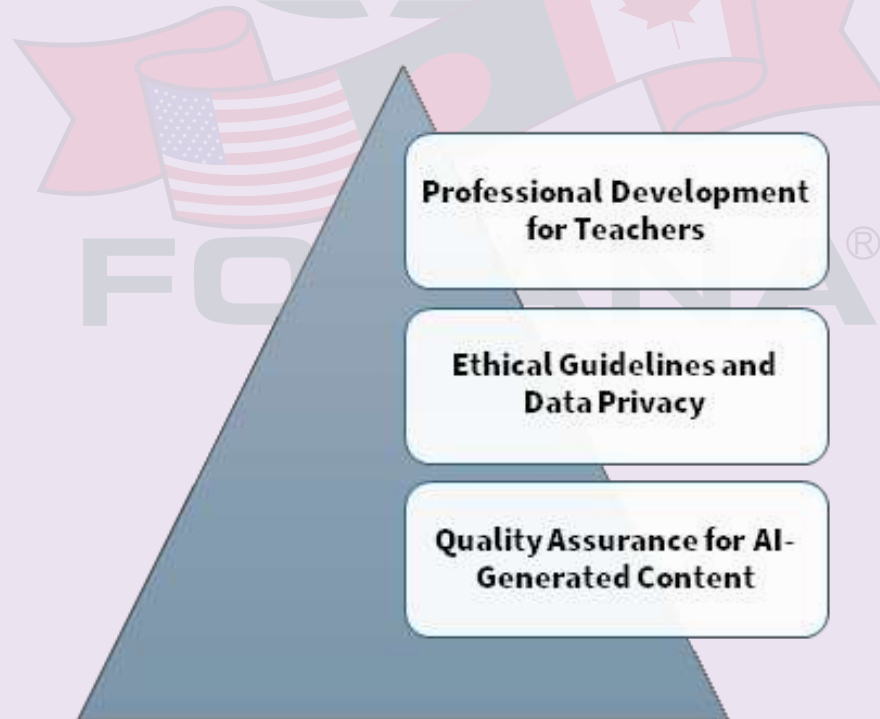 Professional Development
for Teachers
®
Ethical Guidelines and
Data Privacy
Quality Assurance for AI-
Generated Content